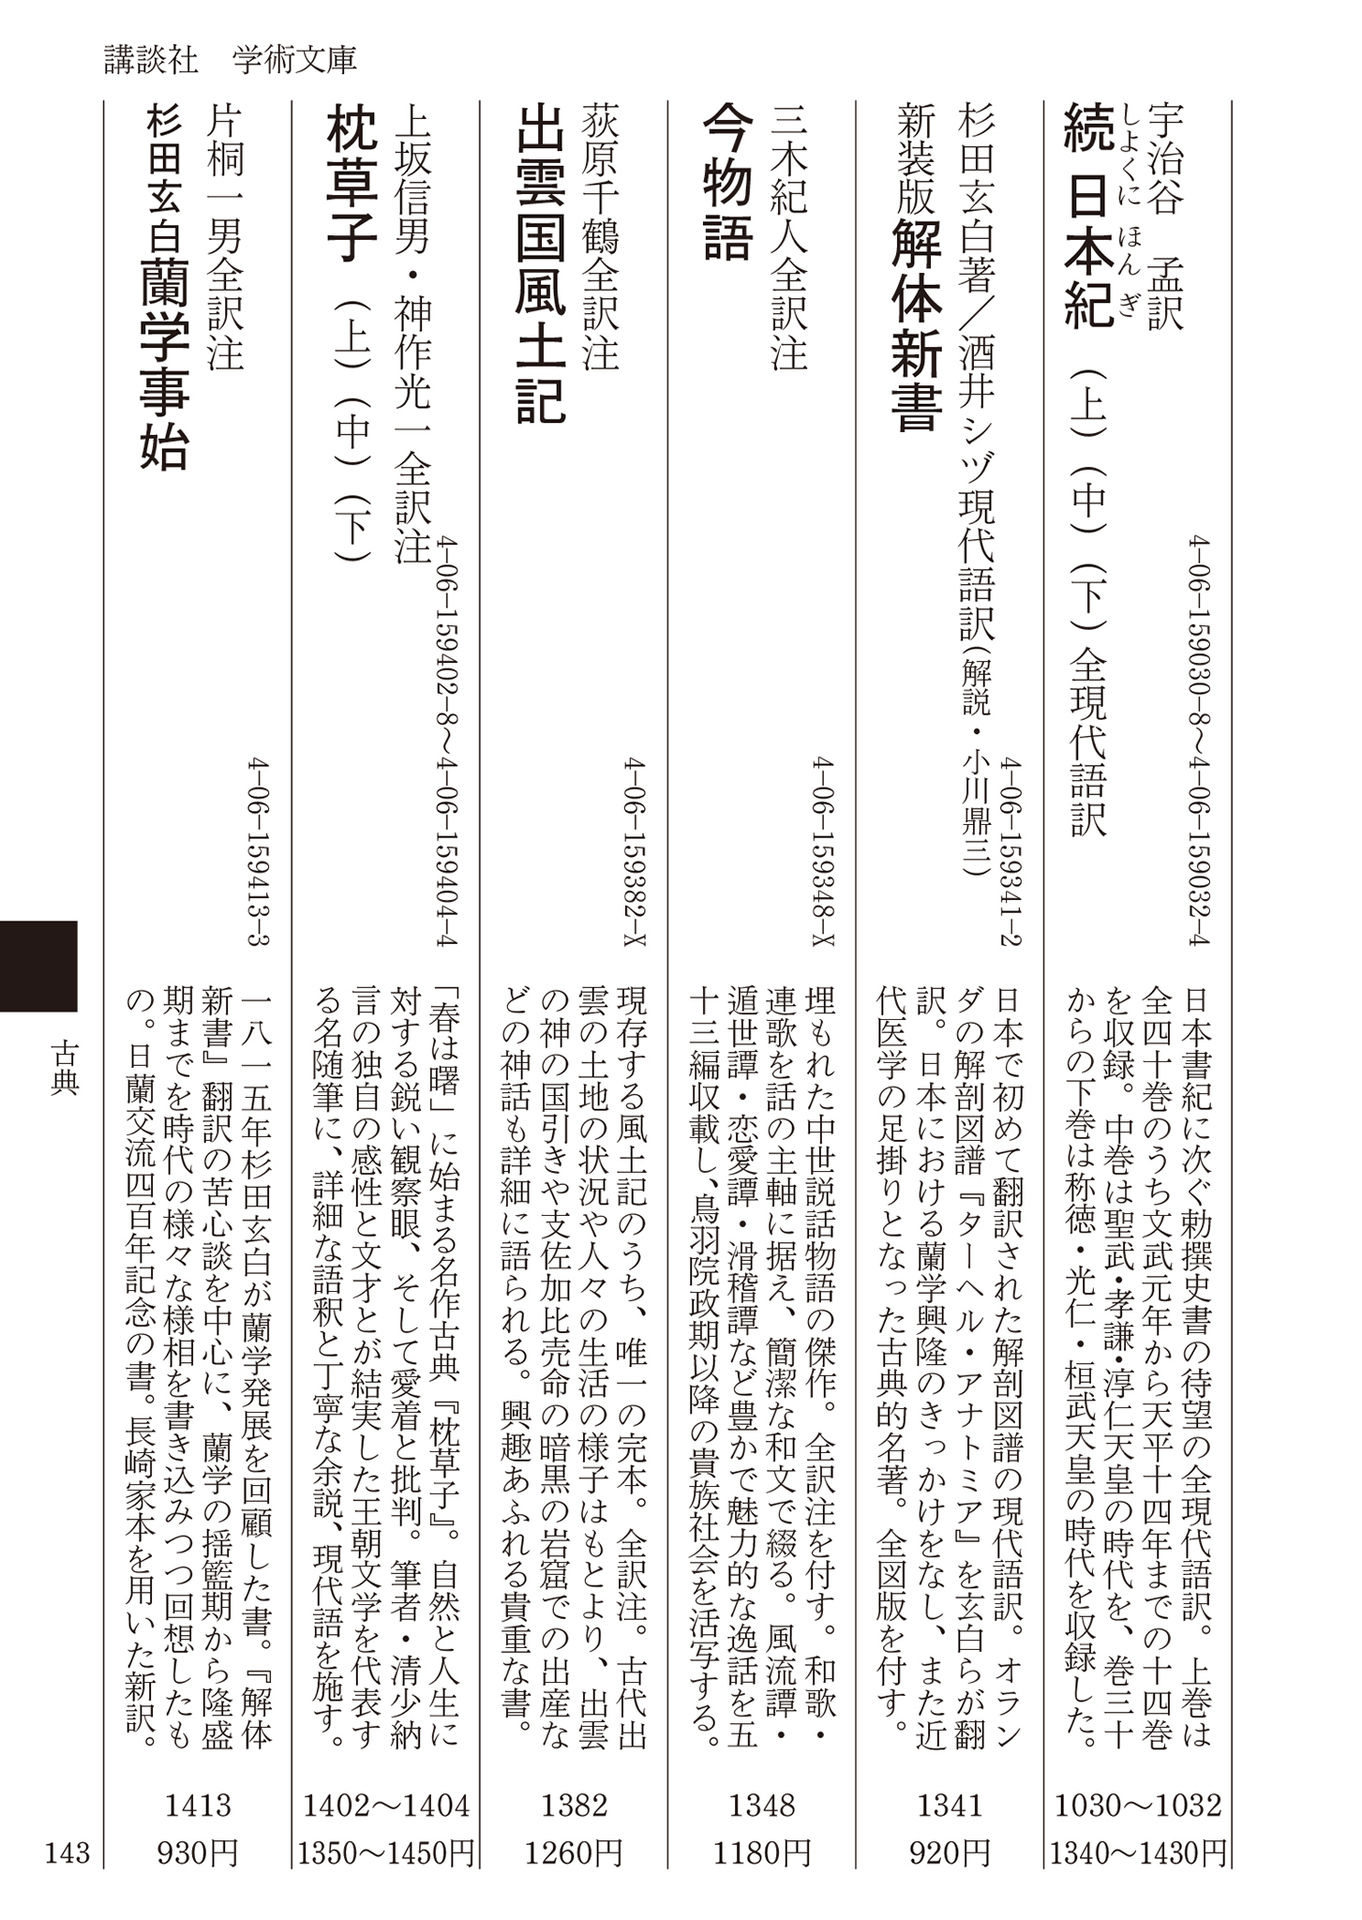 講談社　学術文庫
宇治谷　孟訳
しよくに ほん ぎ
続日本紀（上）（中）（下）全現代語訳
4-06-159030-8〜4-06-159032-4
日本書紀に次ぐ勅撰史書の待望の全現代語訳。上巻は
全四十巻のうち文武元年から天平十四年までの十四巻
を収録。中巻は聖武・孝謙・淳仁天皇の時代を、巻三十
からの下巻は称徳・光仁・桓武天皇の時代を収録した。
1030〜1032
1340〜1430円
杉田玄白著／酒井シヅ現代語訳（解説・小川鼎三）
新装版解体新書
4-06-159341-2
日本で初めて翻訳された解剖図譜の現代語訳。オラン
ダの解剖図譜『ターヘル・アナトミア』を玄白らが翻
訳。日本における蘭学興隆のきっかけをなし、また近
代医学の足掛りとなった古典的名著。全図版を付す。
1341
920円
三木紀人全訳注
今物語
4-06-159348-X
埋もれた中世説話物語の傑作。全訳注を付す。和歌・
連歌を話の主軸に据え、簡潔な和文で綴る。風流譚・
遁世譚・恋愛譚・滑稽譚など豊かで魅力的な逸話を五
十三編収載し、鳥羽院政期以降の貴族社会を活写する。
1348
1180円
荻原千鶴全訳注
出雲国風土記
4-06-159382-X
現存する風土記のうち、唯一の完本。全訳注。古代出
雲の土地の状況や人々の生活の様子はもとより、出雲
の神の国引きや支佐加比売命の暗黒の岩窟での出産な
どの神話も詳細に語られる。興趣あふれる貴重な書。
1382
1260円
上坂信男・神作光一全訳注
枕草子（上）（中）（下）
4-06-159402-8〜4-06-159404-4
「春は曙」に始まる名作古典『枕草子』。自然と人生に
対する鋭い観察眼、そして愛着と批判。筆者・清少納
言の独自の感性と文才とが結実した王朝文学を代表す
る名随筆に、詳細な語釈と丁寧な余説、現代語を施す。
1402〜1404
1350〜1450円
片桐一男全訳注
杉田玄白蘭学事始
4-06-159413-3
一八一五年杉田玄白が蘭学発展を回顧した書。『解体
新書』翻訳の苦心談を中心に、蘭学の揺籃期から隆盛
期までを時代の様々な様相を書き込みつつ回想したも
の。日蘭交流四百年記念の書。長崎家本を用いた新訳。
1413
930円
古典
143